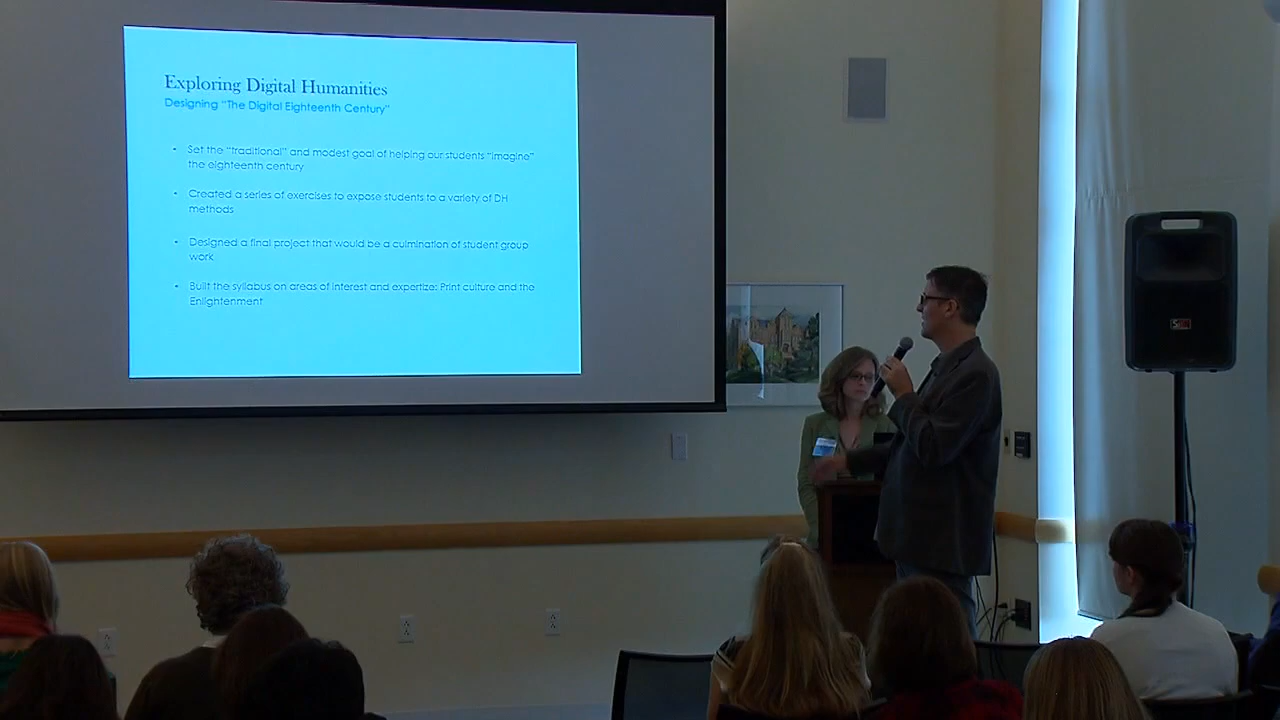 Exploring Digital Humanities
Designing "The Digital Eighteenth Century"
• Set the "traditional" and modest goal of helping our students "imagine"
the eighteenth century
• Created a series of exercises to expose students to a variety of DH
methods
• Designed a final project that would be a culmination of student group
work
• Built the syllabus on areas of interest and expertize: Print culture and the
Enlightenment